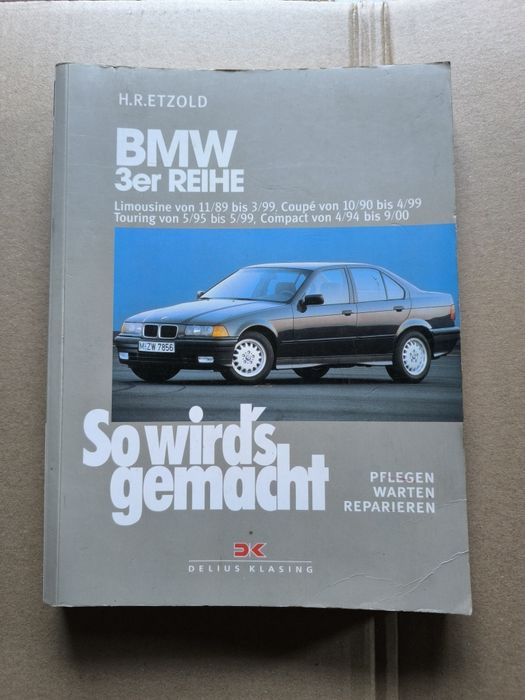 H.R.ETZOLD
BMW
3er REIHE
Limousine von 11/89 bis 3/99, Coupé von 10/90 bis 4/99
Touring von 5/95 bis 5/99, Compact von 4/94 bis 9/00
M·ZW 7856
So wird's
gemacht
PFLEGEN
WARTEN
REPARIEREN
DK
DELIUS KLASING